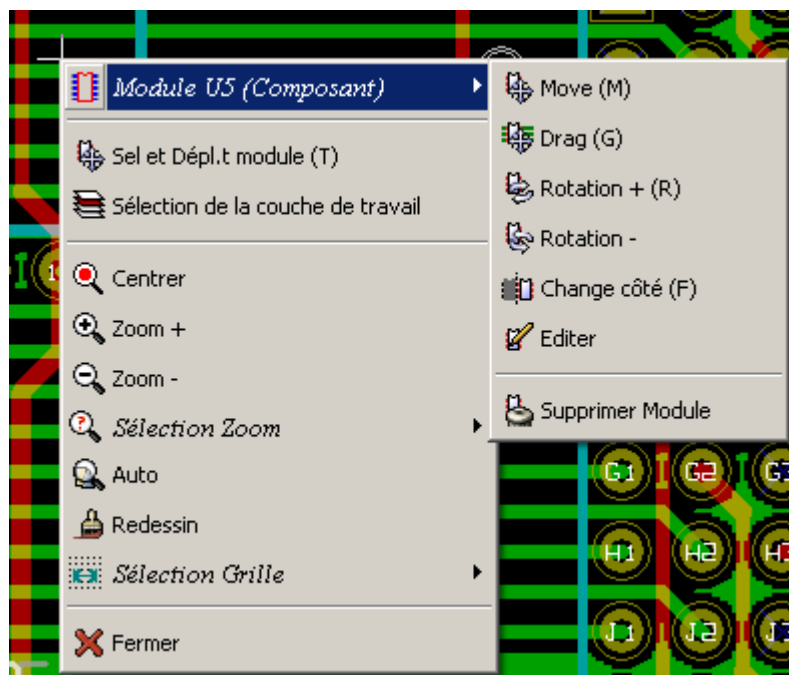 Module U5 (Composant)
Sel et Dépl.t module (T)
Sélection de la couche de travail
Centrer
Zoom +
Zoom -
Sélection Zoom
Auto
Redessin
Sélection Grille
Fermer
Move (M)
Drag (G)
Rotation + (R)
Rotation -
Change côté (F)
Editer
Supprimer Module
G1 G2
H1 H2
J1 J2